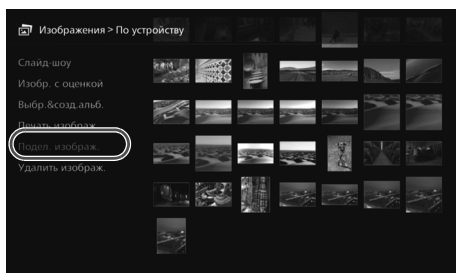 Изображения > По устройству
Слайд-шоу
Изобр. с оценкой
Выбр.&созд.альб.
Печать изображ.
Подел. изображ.
Удалить изображ.